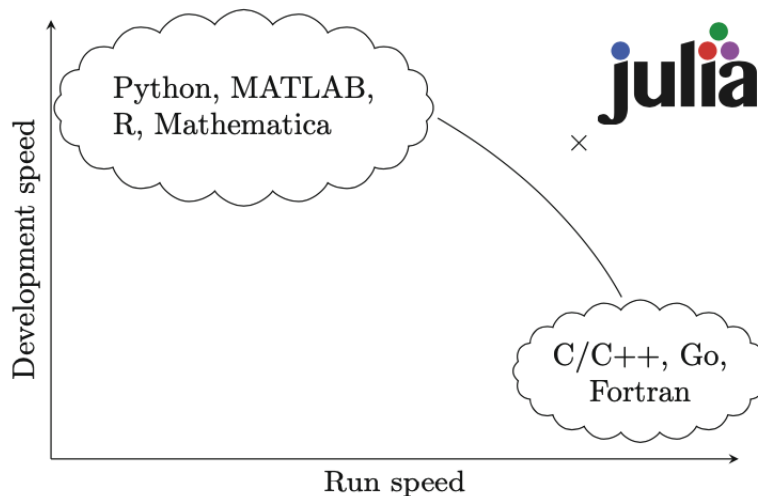 Python, MATLAB,
R, Mathematica
julia
×
C/C++, Go,
Fortran
Development speed
Run speed